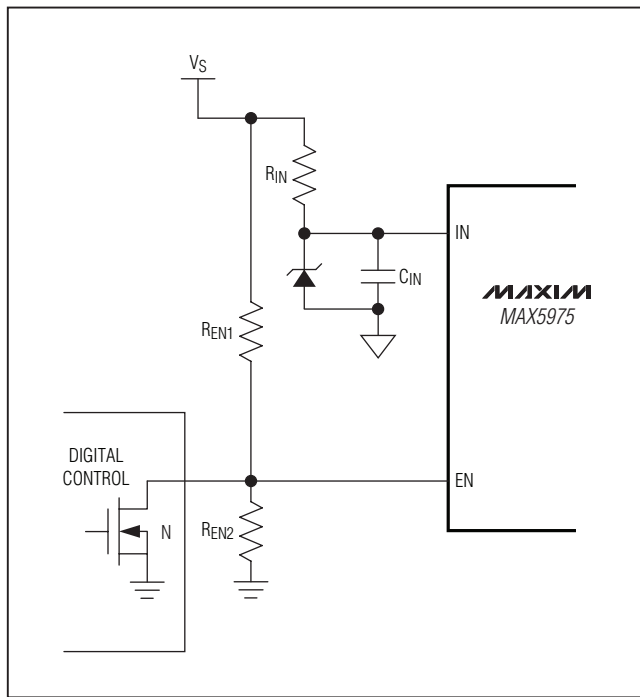 VS
RIN
IN
CIN
MAXIM
MAX5975
REN1
DIGITAL
CONTROL
EN
N
REN2